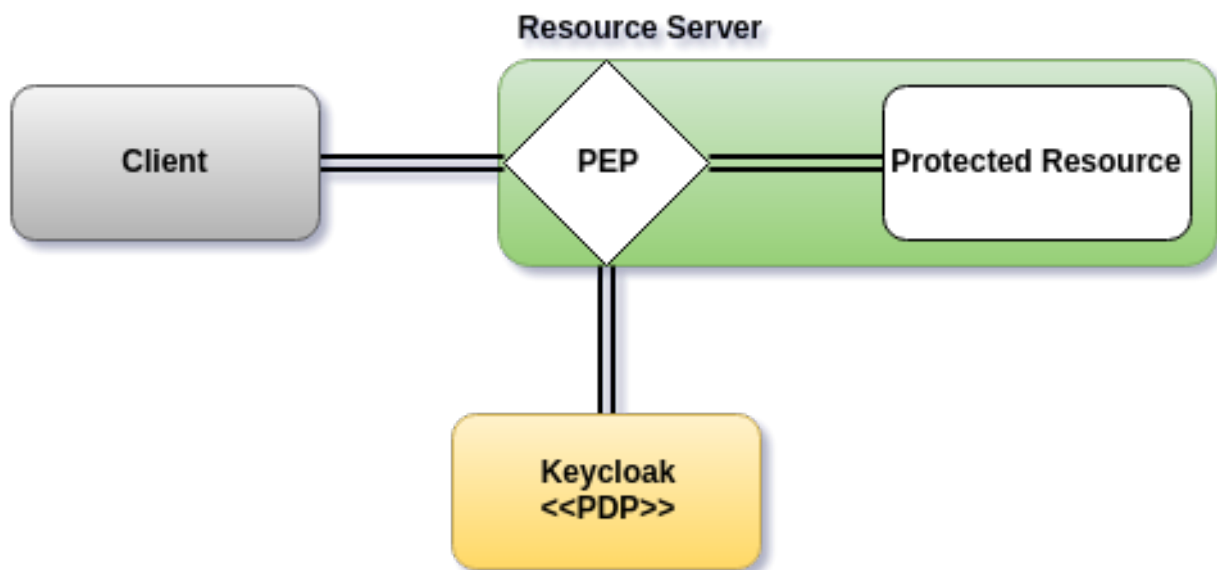 Resource Server
Client
PEP
Protected Resource
Keycloak
<<PDP>>